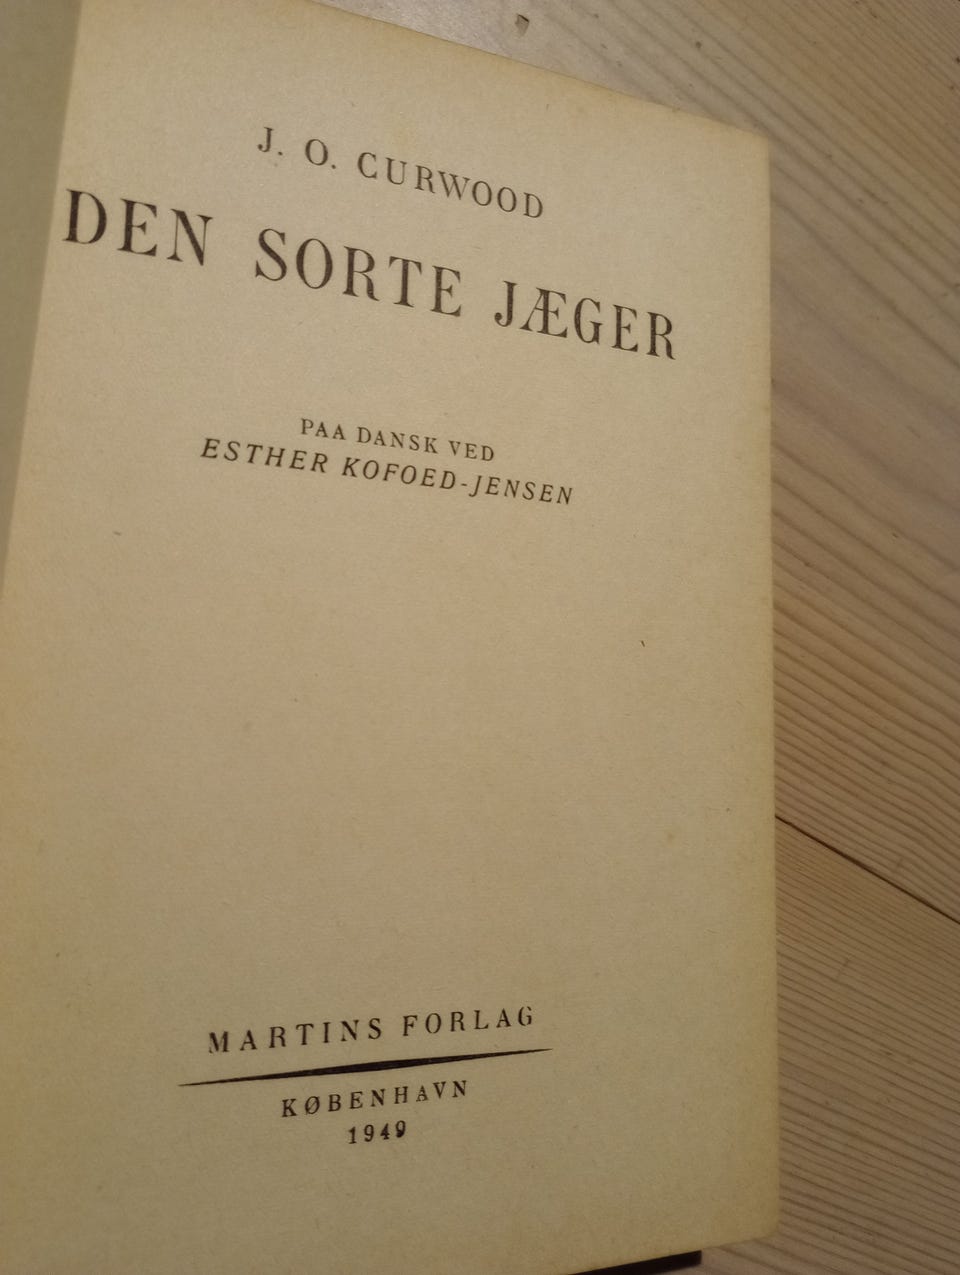 J. O. CURWOOD
DEN SORTE JÆGER
PAA DANSK VED
ESTHER KOFOED-JENSEN
MARTINS FORLAG
KØBENHAVN
1949